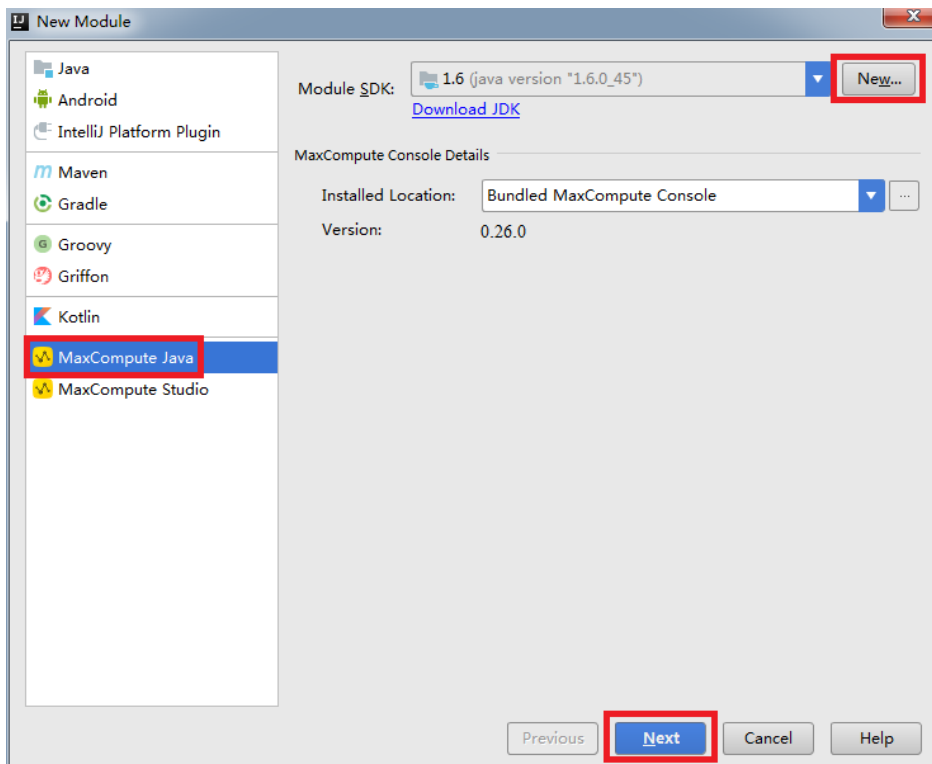 New Module
Java
Android
IntelliJ Platform Plugin
Maven
Gradle
Groovy
Griffon
Kotlin
MaxCompute Java
MaxCompute Studio
Module SDK: 1.6 (java version "1.6.0_45") New...
Download JDK
MaxCompute Console Details
Installed Location: Bundled MaxCompute Console ...
Version: 0.26.0
Previous Next Cancel Help